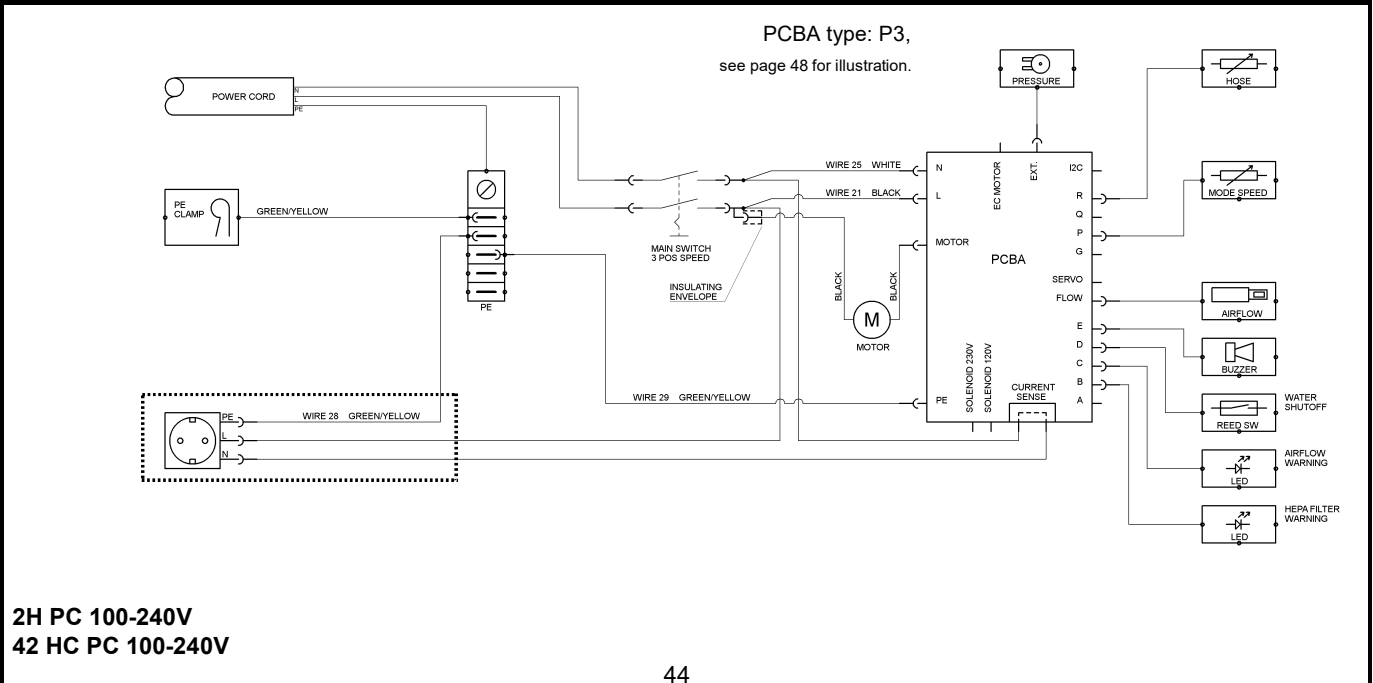 PCBA type: P3,
see page 48 for illustration.
POWER CORD
N
L
PE
PE
CLAMP
GREEN/YELLOW
PE
MAIN SWITCH
3 POS SPEED
INSULATING
ENVELOPE
WIRE 25 WHITE
WIRE 21 BLACK
BLACK
BLACK
M
MOTOR
WIRE 29 GREEN/YELLOW
PE
WIRE 28 GREEN/YELLOW
L
N
PRESSURE
N
L
MOTOR
PE
EC MOTOR
EXT.
I2C
R
Q
P
G
PCBA
SERVO
FLOW
E
D
C
B
A
SOLENOID 230V
SOLENOID 120V
CURRENT
SENSE
HOSE
MODE SPEED
AIRFLOW
BUZZER
REED SW
WATER
SHUTOFF
LED
AIRFLOW
WARNING
LED
HEPA FILTER
WARNING
2H PC 100-240V
42 HC PC 100-240V
44